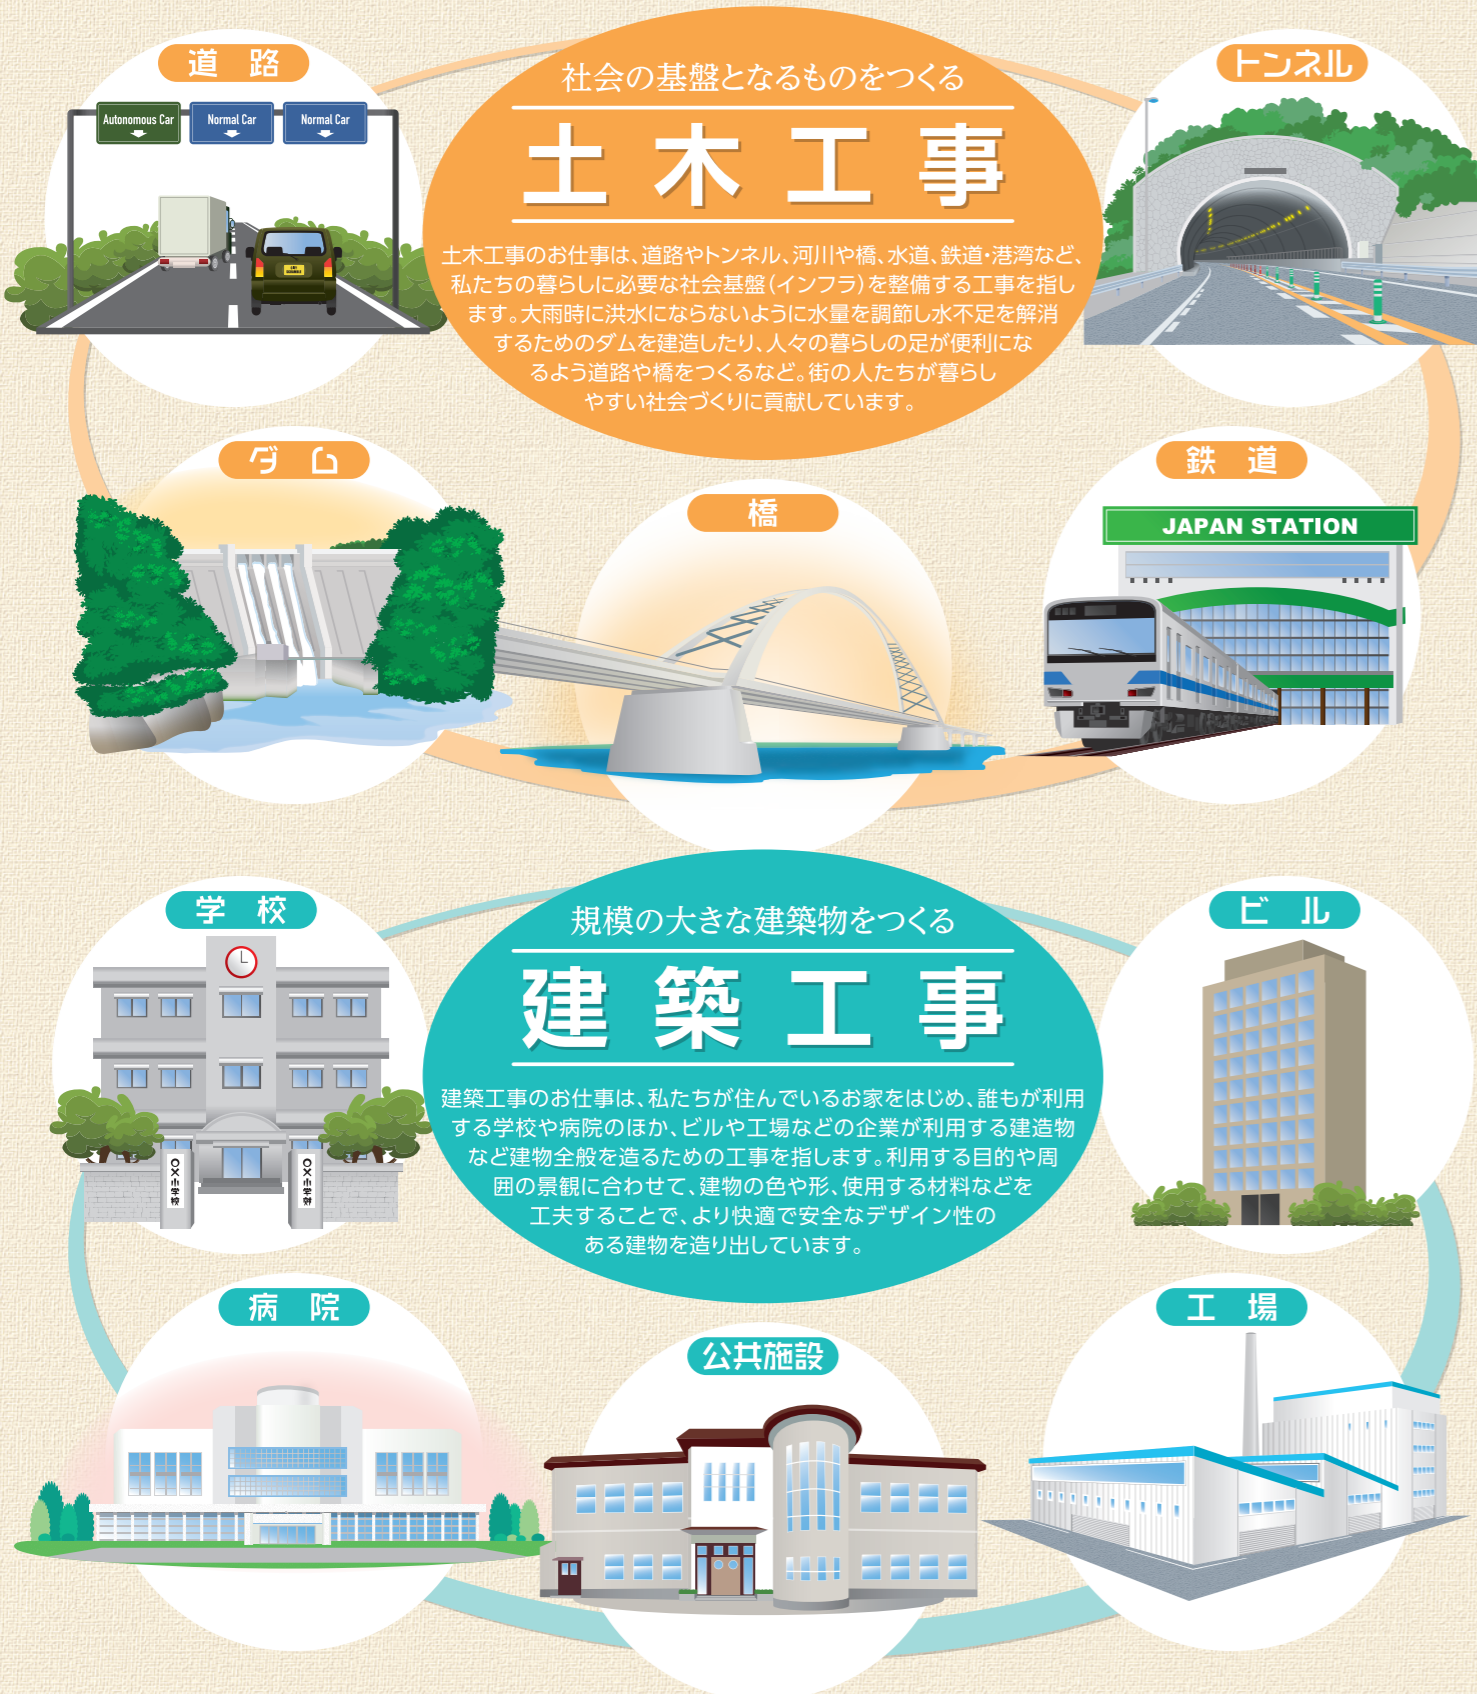 社会の基盤となるものをつくる
土木工事
土木工事のお仕事は、道路やトンネル、河川や橋、水道、鉄道・港湾など、
私たちの暮らしに必要な社会基盤（インフラ）を整備する工事を指し
ます。大雨時に洪水にならないように水量を調節し水不足を解消
するためのダムを建造したり、人々の暮らしの足が便利にな
るよう道路や橋をつくるなど。街の人たちが暮らし
やすい社会づくりに貢献しています。
道路
Autonomous Car
Normal Car
Normal Car
トンネル
ダム
橋
鉄道
JAPAN STATION
規模の大きな建築物をつくる
建築工事
建築工事のお仕事は、私たちが住んでいるお家をはじめ、誰もが利用
する学校や病院のほか、ビルや工場などの企業が利用する建造物
など建物全般を造るための工事を指します。利用する目的や周
囲の景観に合わせて、建物の色や形、使用する材料などを
工夫することで、より快適で安全なデザイン性の
ある建物を造り出しています。
学校
○×小学校
○×小学校
ビル
病院
公共施設
工場